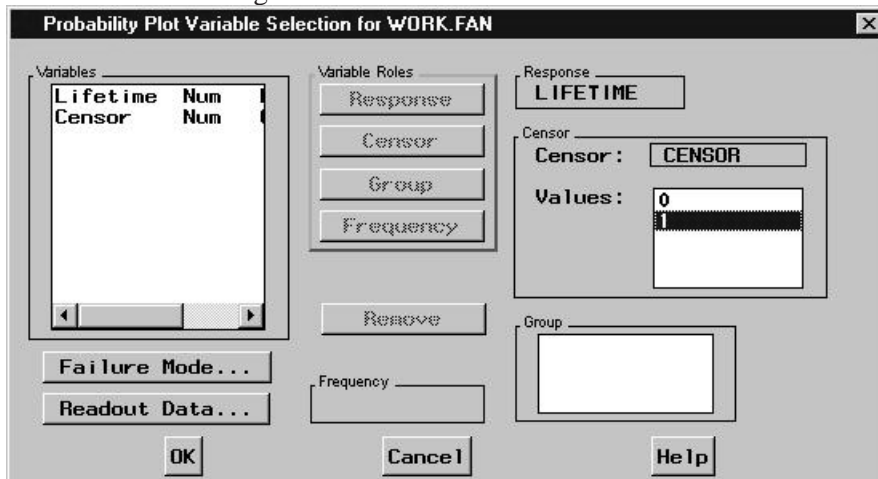 Probability Plot Variable Selection for WORK.FAN
Variables
Lifetime Num
Censor Num
Variable Roles
Response
Censor
Group
Frequency
Remove
Response
LIFETIME
Censor
Censor: CENSOR
Values: 0
1
Group
Failure Mode...
Readout Data...
Frequency
OK
Cancel
Help